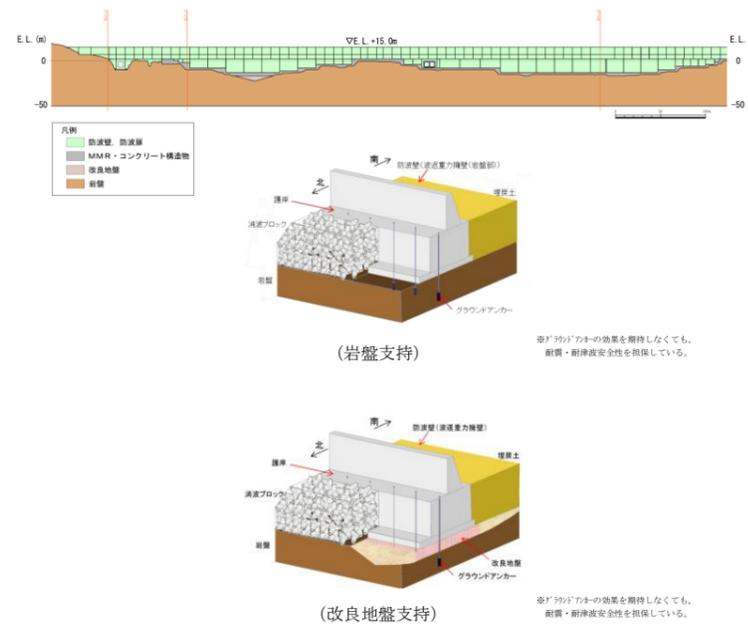 E.L.(m)
▽E.L.+15.0m
E.L.
0
0
-50
-50
凡例
防波壁，防波扉
MMR・コンクリート構造物
改良地盤
岩盤
南
防波壁(波返重力擁壁(岩盤部))
北
埋戻土
護岸
消波ブロック
岩盤
グラウンドアンカー
(岩盤支持)
※グラウンドアンカーの効果を期待しなくても，
耐震・耐津波安全性を担保している。
南
防波壁(波返重力擁壁)
北
埋戻土
護岸
消波ブロック
岩盤
改良地盤
グラウンドアンカー
(改良地盤支持)
※グラウンドアンカーの効果を期待しなくても，
耐震・耐津波安全性を担保している。